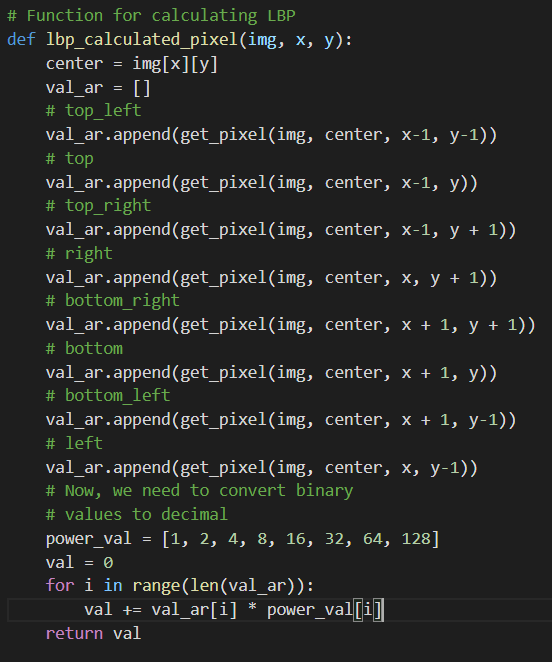 # Function for calculating LBP
def lbp_calculated_pixel(img, x, y):
    center = img[x][y]
    val_ar = []
    # top_left
    val_ar.append(get_pixel(img, center, x-1, y-1))
    # top
    val_ar.append(get_pixel(img, center, x-1, y))
    # top_right
    val_ar.append(get_pixel(img, center, x-1, y + 1))
    # right
    val_ar.append(get_pixel(img, center, x, y + 1))
    # bottom_right
    val_ar.append(get_pixel(img, center, x + 1, y + 1))
    # bottom
    val_ar.append(get_pixel(img, center, x + 1, y))
    # bottom_left
    val_ar.append(get_pixel(img, center, x + 1, y-1))
    # left
    val_ar.append(get_pixel(img, center, x, y-1))
    # Now, we need to convert binary
    # values to decimal
    power_val = [1, 2, 4, 8, 16, 32, 64, 128]
    val = 0
    for i in range(len(val_ar)):
        val += val_ar[i] * power_val[i]
    return val